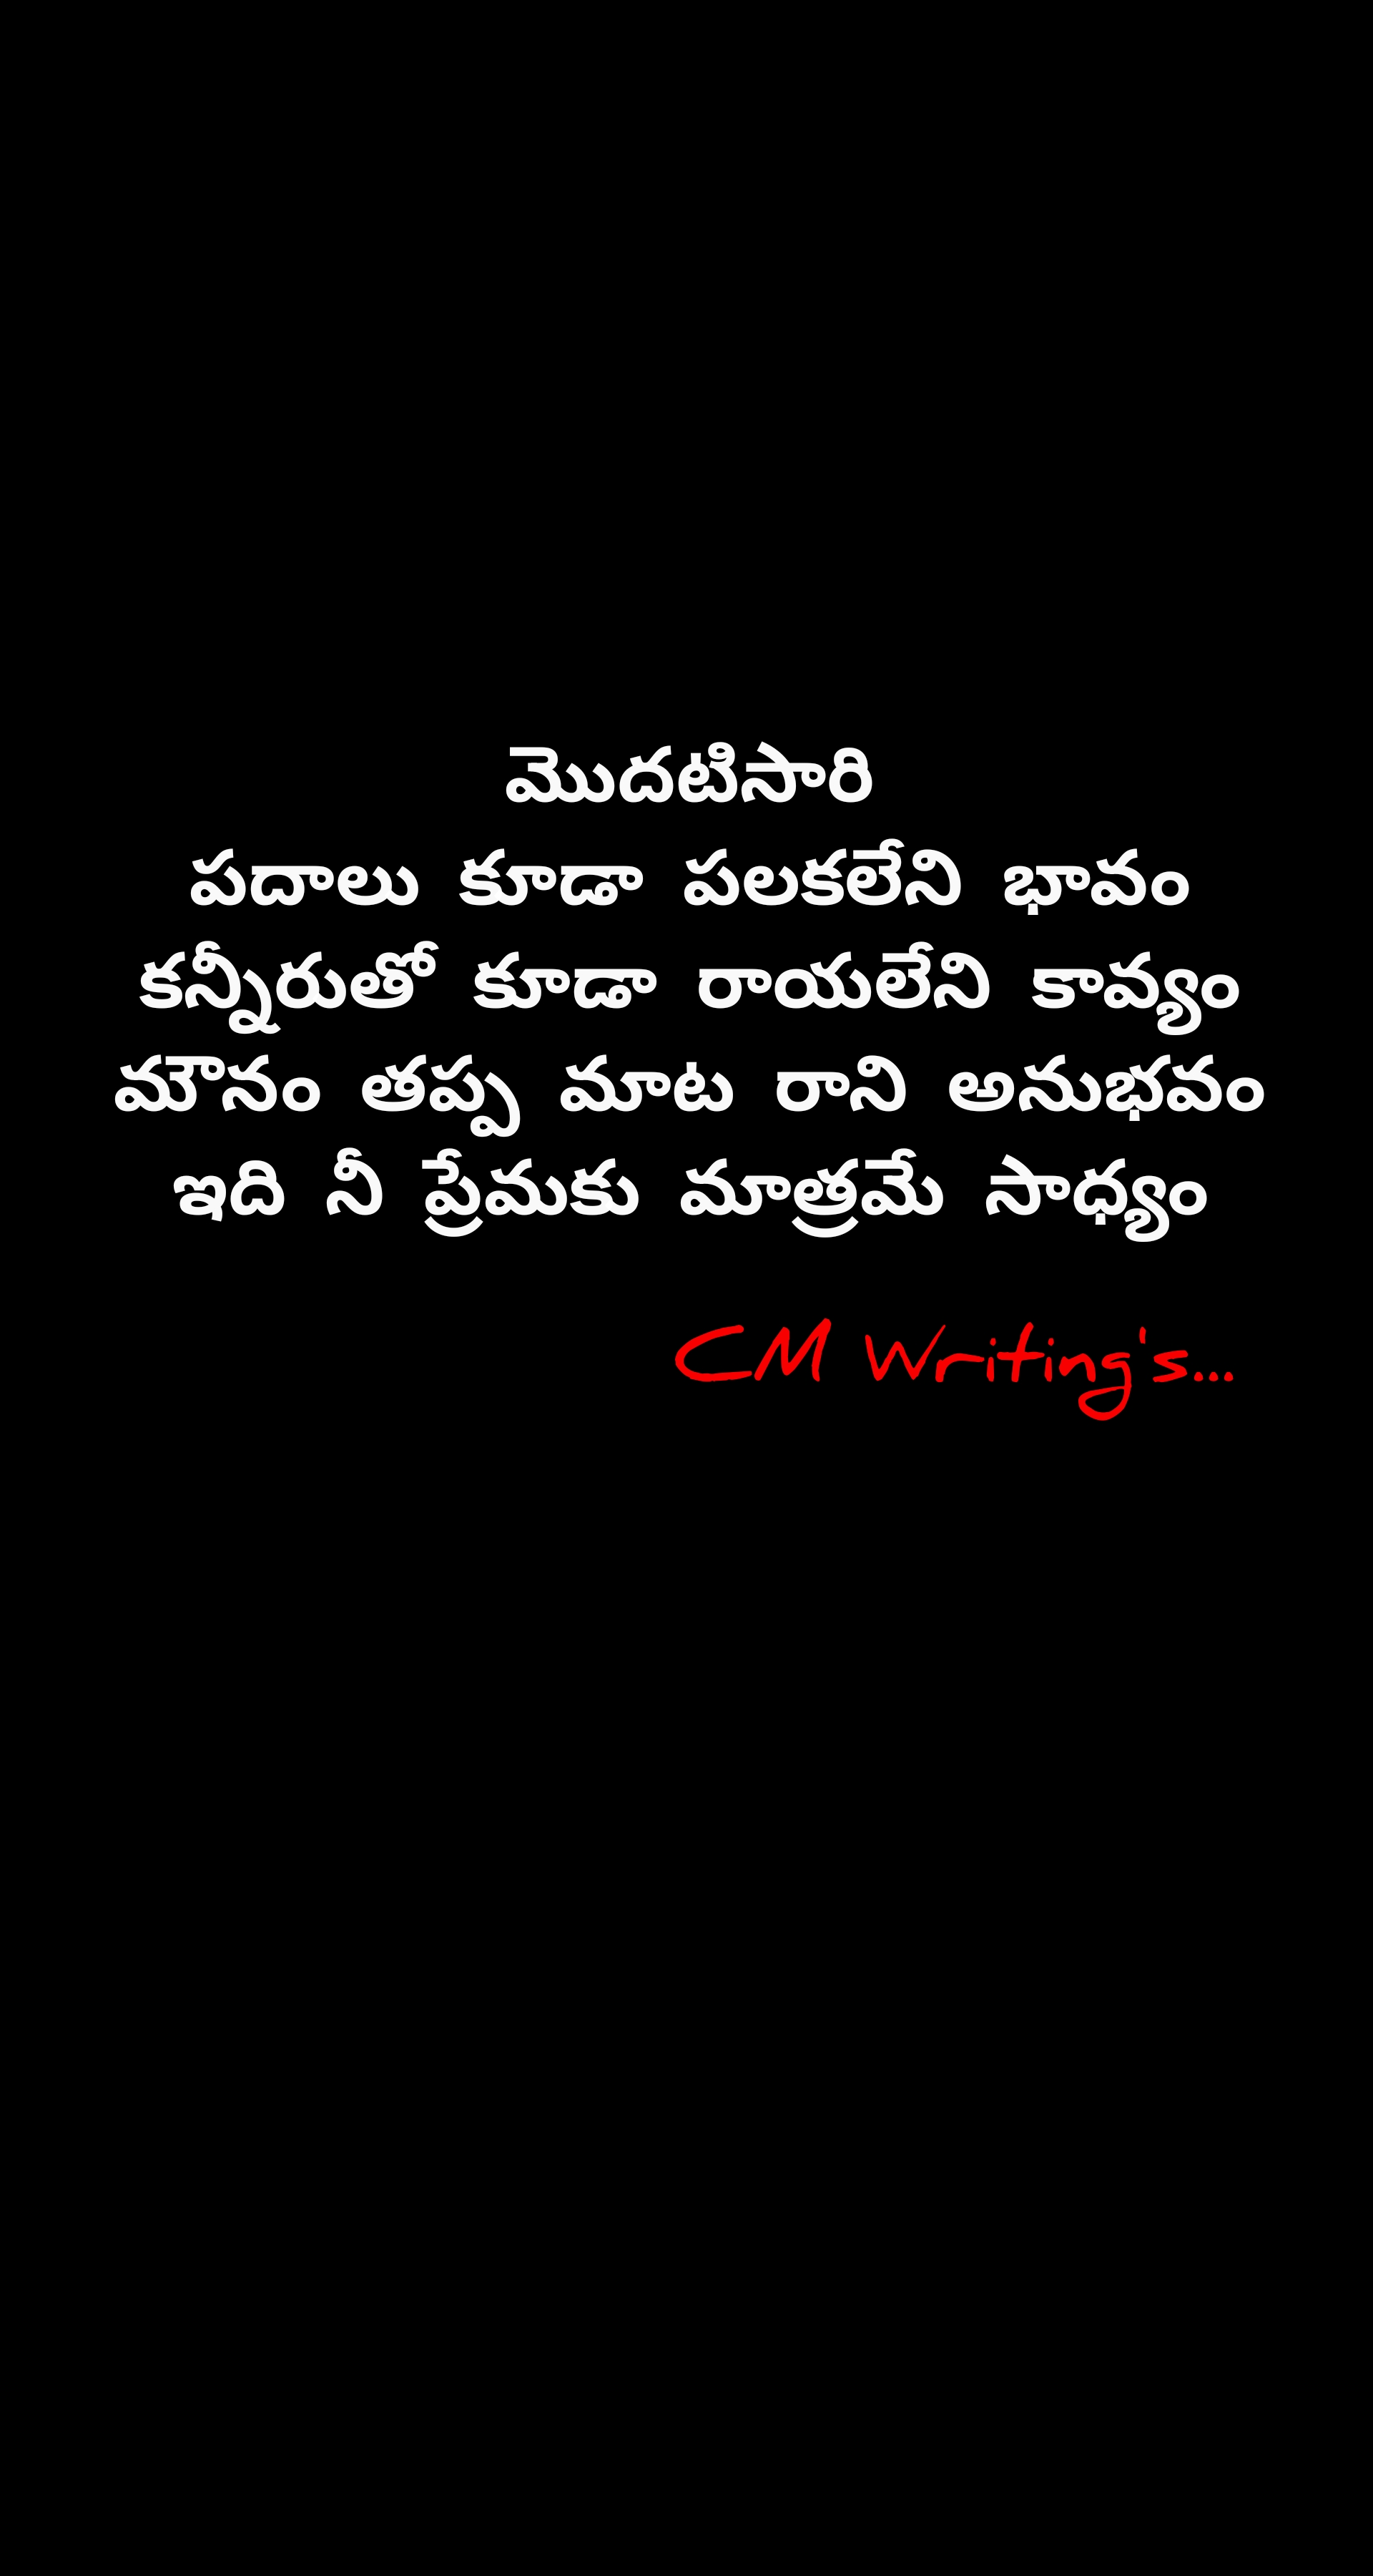 మొదటిసారి
పదాలు కూడా పలకలేని భావం
కన్నీరుతో కూడా రాయలేని కావ్యం
మౌనం తప్ప మాట రాని అనుభవం
ఇది నీ ప్రేమకు మాత్రమే సాధ్యం
CM Writing's...